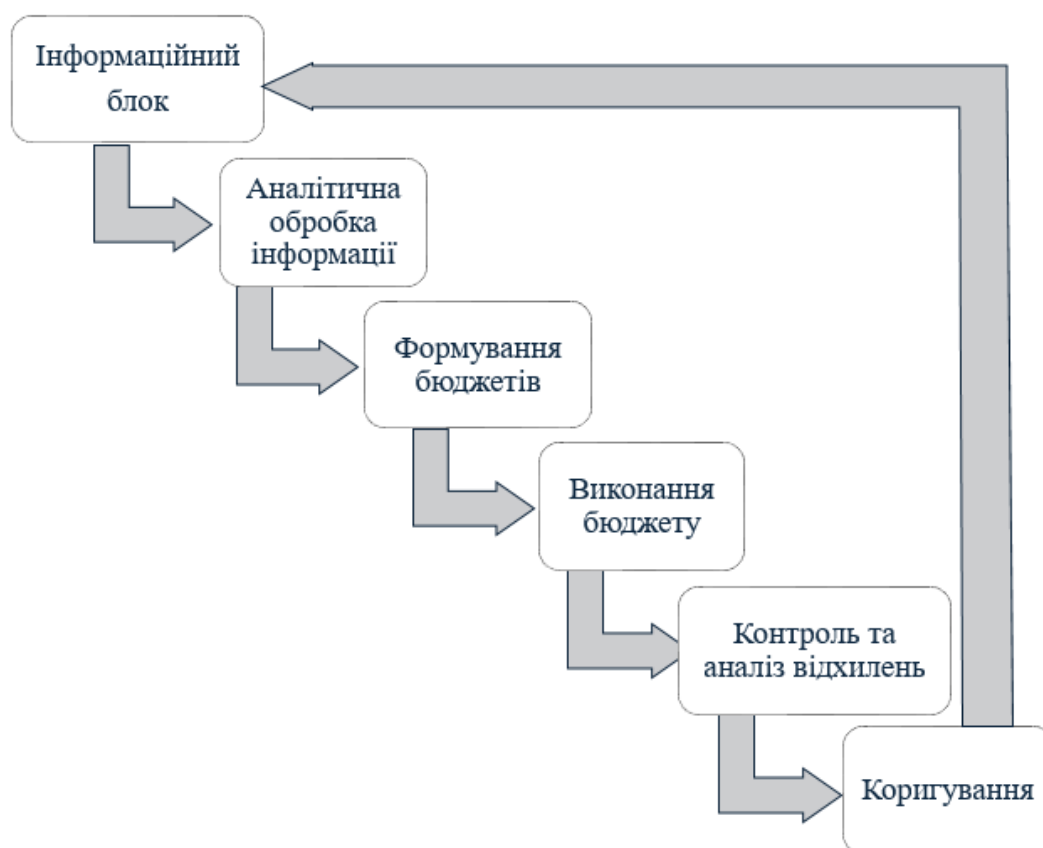 Інформаційний
блок
Аналітична
обробка
інформації
Формування
бюджетів
Виконання
бюджету
Контроль та
аналіз відхилень
Коригування